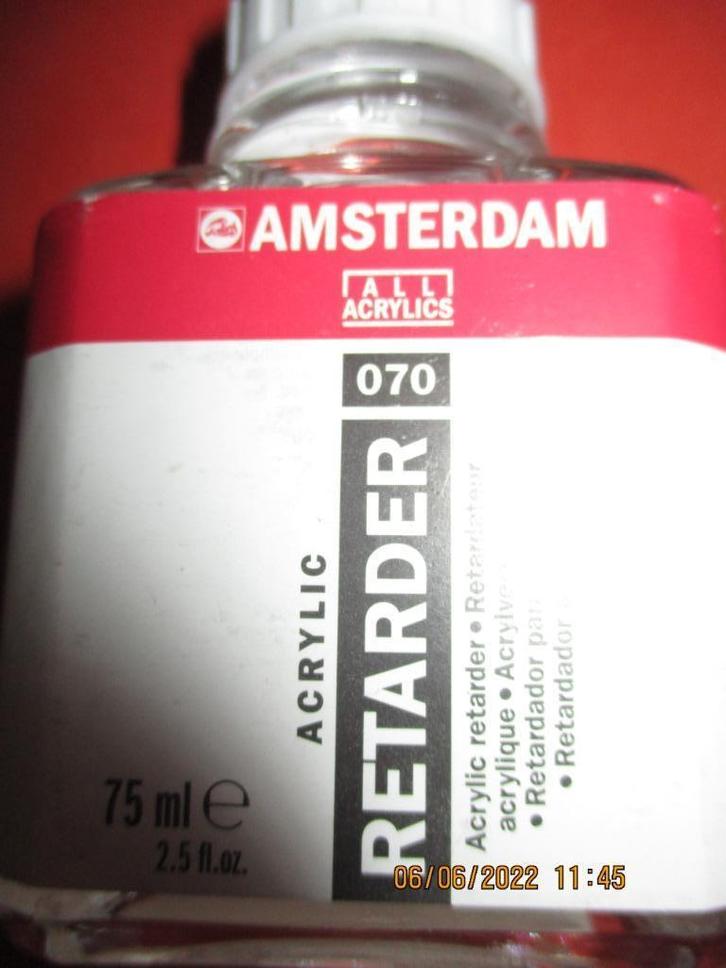 AMSTERDAM
ALL
ACRYLICS
070
ACRYLIC
RETARDER
Acrylic retarder • Retardateur
acrylique •
• Retardador
• Retardador
75 ml e
2.5 fl.oz.
06/06/2022 11:45